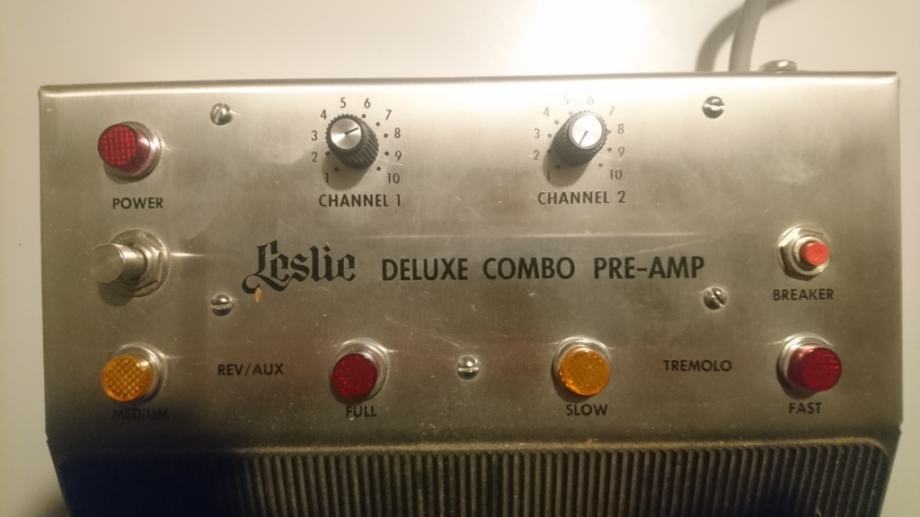 5 6
4 7
3 8
2 9
1 10
CHANNEL 1
5 6
4 7
3 8
2 9
1 10
CHANNEL 2
POWER
Leslie DELUXE COMBO PRE-AMP
BREAKER
REV/AUX
TREMOLO
MEDIUM
FULL
SLOW
FAST